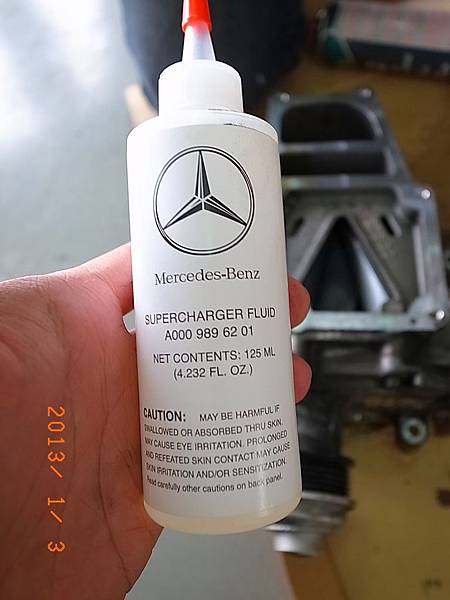 Mercedes-Benz
SUPERCHARGER FLUID
A000 989 62 01
NET CONTENTS: 125 ML
(4.232 FL. OZ.)
CAUTION: MAY BE HARMFUL IF
SWALLOWED OR ABSORBED THRU SKIN.
MAY CAUSE EYE IRRITATION. PROLONGED
AND REPEATED SKIN CONTACT MAY CAUSE
SKIN IRRITATION AND/OR SENSITIZATION.
Read carefully other cautions on back panel.
2013/ 1/ 3